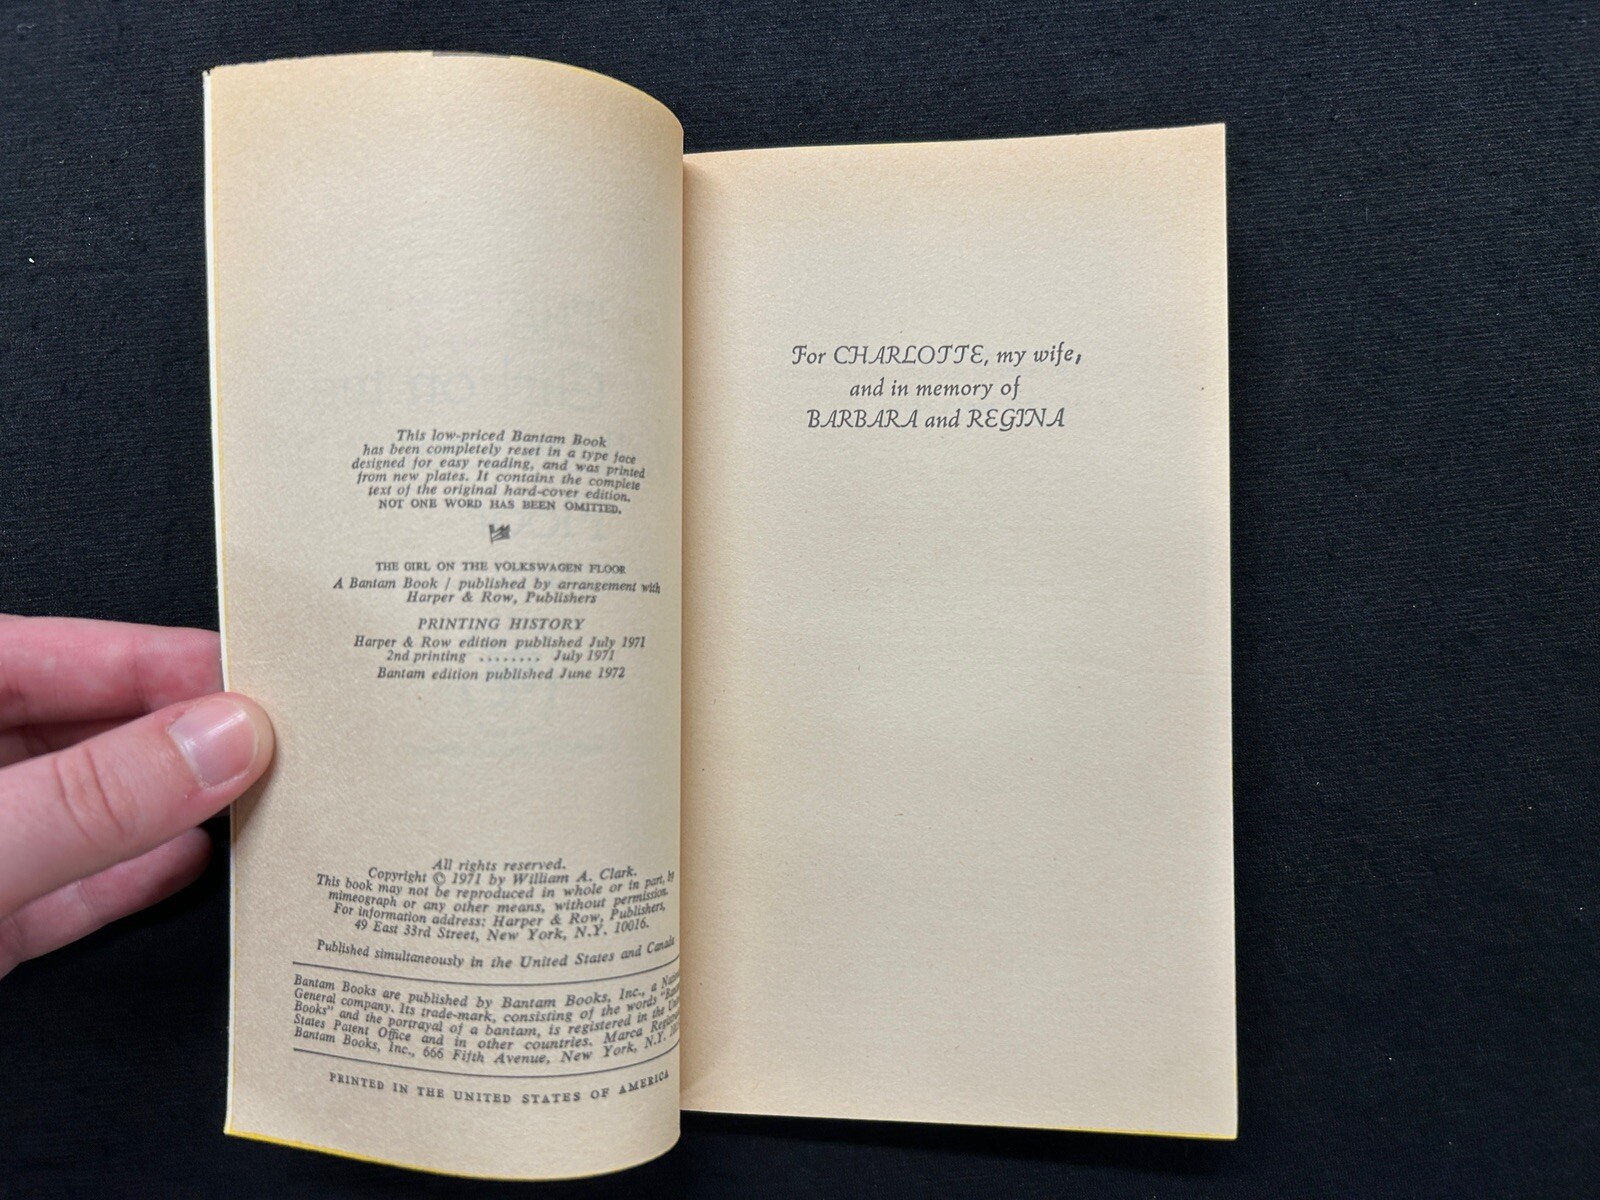 This low-priced Bantam Book
has been completely reset in a type face
designed for easy reading, and was printed
from new plates. It contains the complete
text of the original hard-cover edition.
NOT ONE WORD HAS BEEN OMITTED.
THE GIRL ON THE VOLKSWAGEN FLOOR
A Bantam Book / published by arrangement with
Harper & Row, Publishers
PRINTING HISTORY
Harper & Row edition published July 1971
2nd printing ........ July 1971
Bantam edition published June 1972
All rights reserved.
Copyright © 1971 by William A. Clark.
This book may not be reproduced in whole or in part, by
mimeograph or any other means, without permission.
For information address: Harper & Row, Publishers,
49 East 33rd Street, New York, N.Y. 10016.
Published simultaneously in the United States and Canada
Bantam Books are published by Bantam Books, Inc., a
General company. Its trade-mark, consisting of the words
Books" and the portrayal of a bantam, is registered in the
States Patent Office and in other countries. Marca
Bantam Books, Inc., 666 Fifth Avenue, New York, N.Y.
PRINTED IN THE UNITED STATES OF AMERICA
For CHARLOTTE, my wife,
and in memory of
BARBARA and REGINA